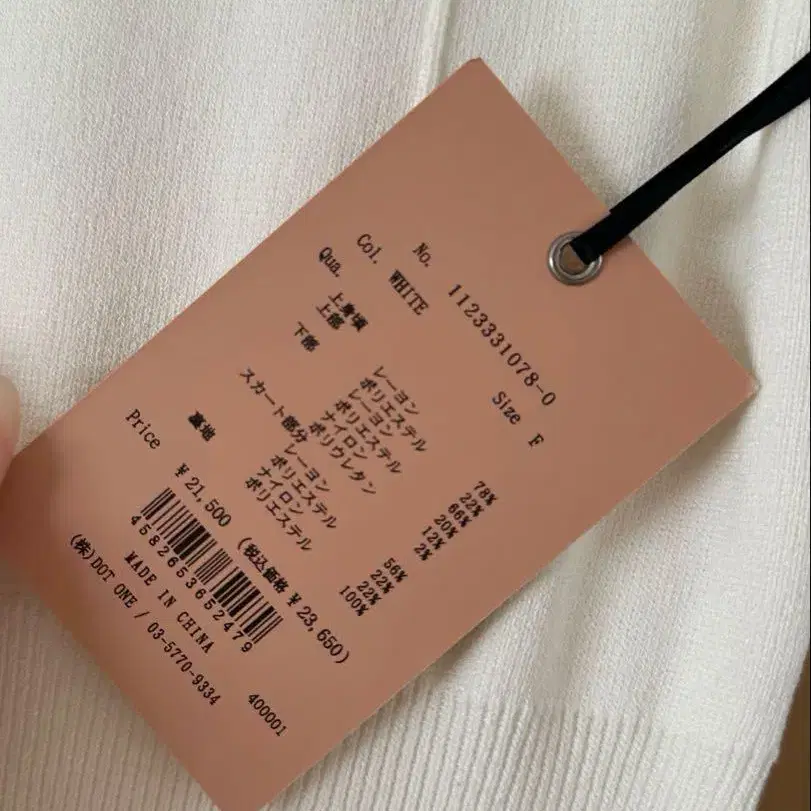 No. 1123331078-0
Col. WHITE Size F
Qua.
上身頃
上部 レーヨン 78%
ポリエステル 22%
下部 レーヨン 66%
ポリエステル 20%
ナイロン 12%
ポリウレタン 2%
スカート部分
レーヨン 56%
ポリエステル 22%
ナイロン 22%
裏地 ポリエステル 100%
Price ¥21,500 (税込価格 ¥23,650)
4582653652479
MADE IN CHINA
(株)DOT ONE / 03-5770-9334 400001